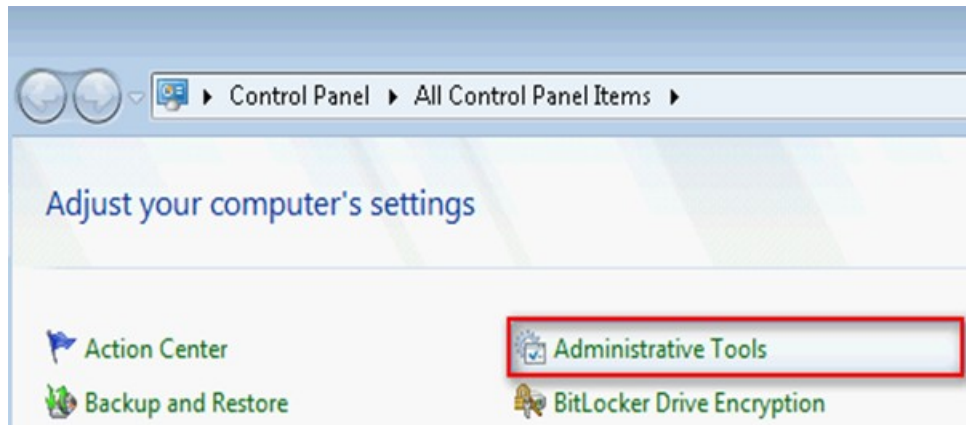 Control Panel All Control Panel Items
Adjust your computer's settings
Action Center Administrative Tools
Backup and Restore BitLocker Drive Encryption